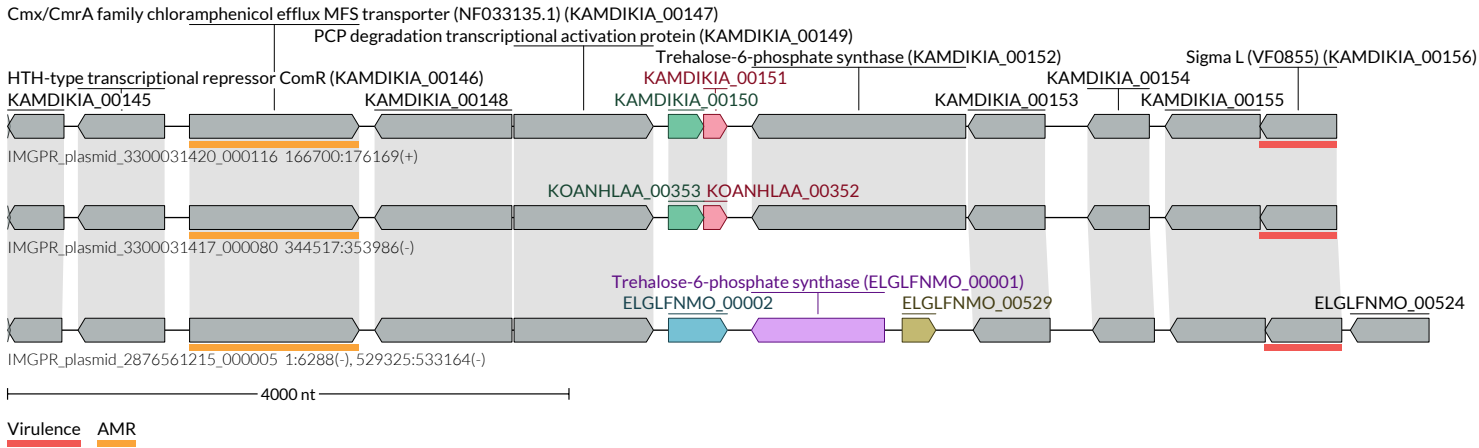 Cmx/CmrA family chloramphenicol efflux MFS transporter (NF033135.1) (KAMDIKIA_00147)
PCP degradation transcriptional activation protein (KAMDIKIA_00149)
Trehalose-6-phosphate synthase (KAMDIKIA_00152)
Sigma L (VF0855) (KAMDIKIA_00156)
HTH-type transcriptional repressor ComR (KAMDIKIA_00146)
KAMDIKIA_00151
KAMDIKIA_00154
KAMDIKIA_00145
KAMDIKIA_00148
KAMDIKIA_00150
KAMDIKIA_00153
KAMDIKIA_00155
IMGPR_plasmid_3300031420_000116 166700:176169(+)
KOANHLAA_00353
KOANHLAA_00352
IMGPR_plasmid_3300031417_000080 344517:353986(-)
Trehalose-6-phosphate synthase (ELGLFNMO_00001)
ELGLFNMO_00002
ELGLFNMO_00529
ELGLFNMO_00524
IMGPR_plasmid_2876561215_000005 1:6288(-), 529325:533164(-)
4000 nt
Virulence
AMR